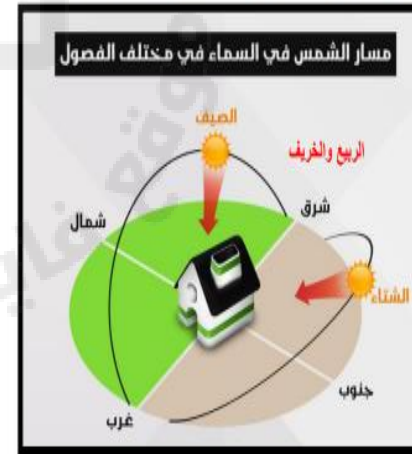 مسار الشمس في السماء في مختلف الفصول
الصيف
الربيع والخريف
شرق
شمال
الشتاء
جنوب
غرب